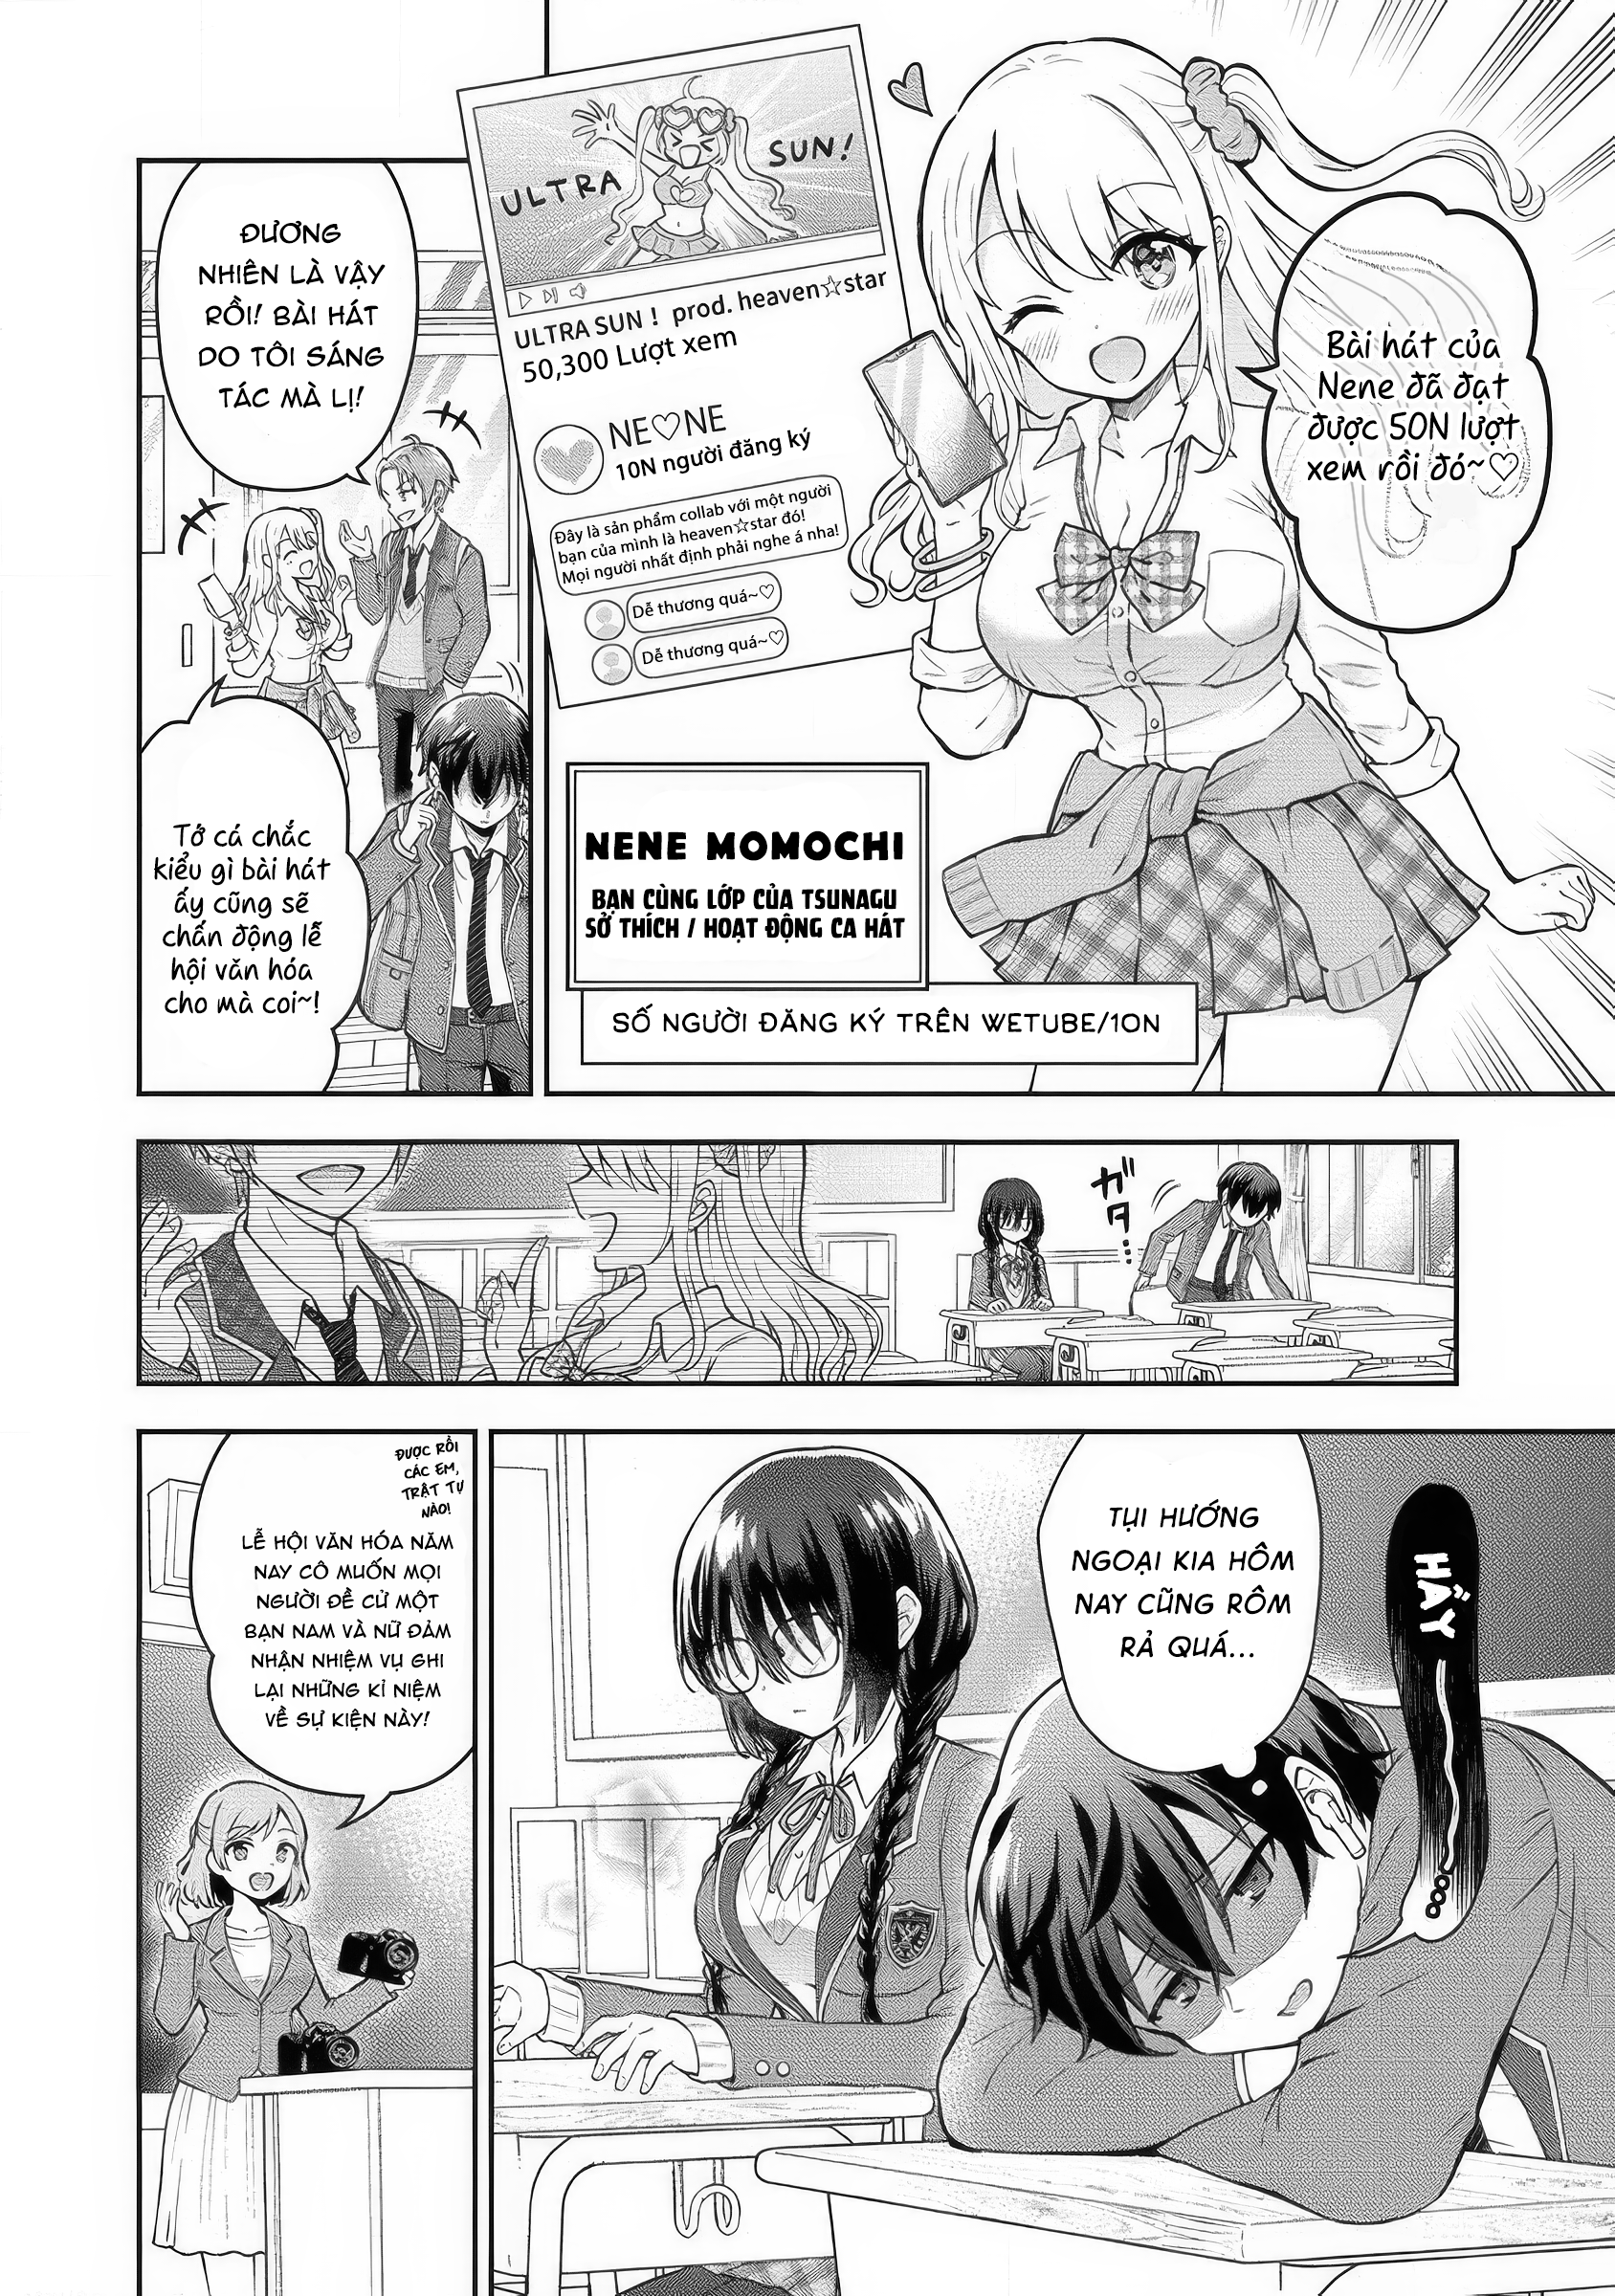 Bài hát của
Nene đã đạt
được 50N lượt
xem rồi đó~♡
ULTRA SUN!
ULTRA SUN! prod. heaven☆star
50,300 Lượt xem
NE♡NE
10N người đăng ký
Đây là sản phẩm collab với một người
bạn của mình là heaven☆star đó!
Mọi người nhất định phải nghe á nha!
Dễ thương quá~♡
Dễ thương quá~♡
NENE MOMOCHI
BẠN CÙNG LỚP CỦA TSUNAGU
SỞ THÍCH / HOẠT ĐỘNG CA HÁT
SỐ NGƯỜI ĐĂNG KÝ TRÊN WETUBE/10N
ĐƯƠNG
NHIÊN LÀ VẬY
RỒI! BÀI HÁT
DO TÔI SÁNG
TÁC MÀ LỊ!
Tớ cá chắc
kiểu gì bài hát
ấy cũng sẽ
chấn động lễ
hội văn hóa
cho mà coi~!
ガタ…
TỤI HƯỚNG
NGOẠI KIA HÔM
NAY CŨNG RÔM
RẢ QUÁ...
HẦY
ĐƯỢC RỒI
CÁC EM,
TRẬT TỰ
NÀO!
LỄ HỘI VĂN HÓA NĂM
NAY CÔ MUỐN MỌI
NGƯỜI ĐỀ CỬ MỘT
BẠN NAM VÀ NỮ ĐẢM
NHẬN NHIỆM VỤ GHI
LẠI NHỮNG KỈ NIỆM
VỀ SỰ KIỆN NÀY!